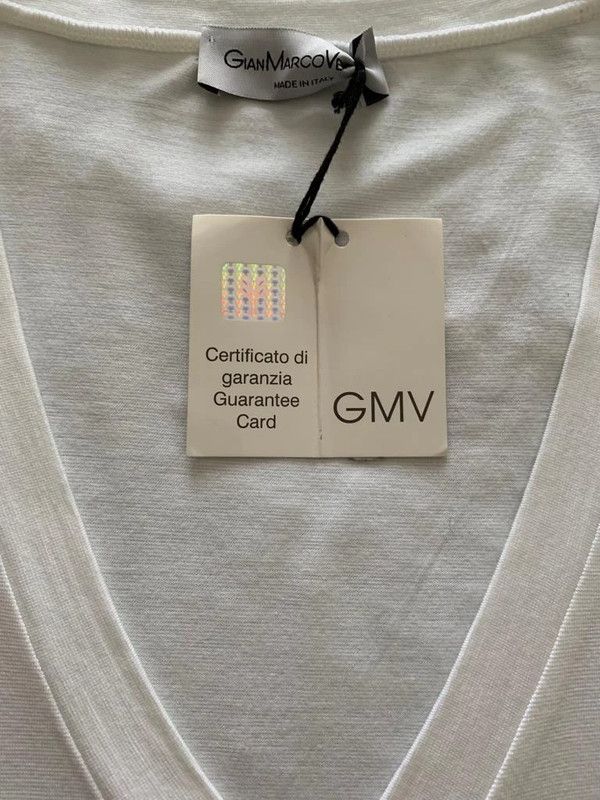 GIANMARCOVE
MADE IN ITALY
Certificato di
garanzia
Guarantee
Card
GMV